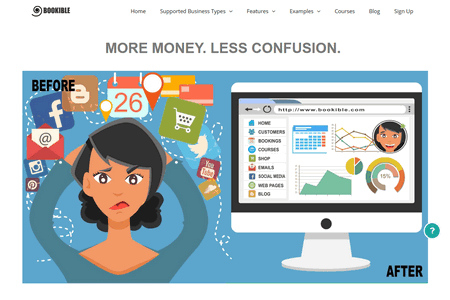 BOOKIBLE
Home Supported Business Types Features Examples Courses Blog Sign Up
MORE MONEY. LESS CONFUSION.
BEFORE
26
You
Tube
http://www.bookible.com
HOME
CUSTOMERS
BOOKINGS
COURSES
SHOP
EMAILS
SOCIAL MEDIA
WEB PAGES
BLOG
15%
?
AFTER